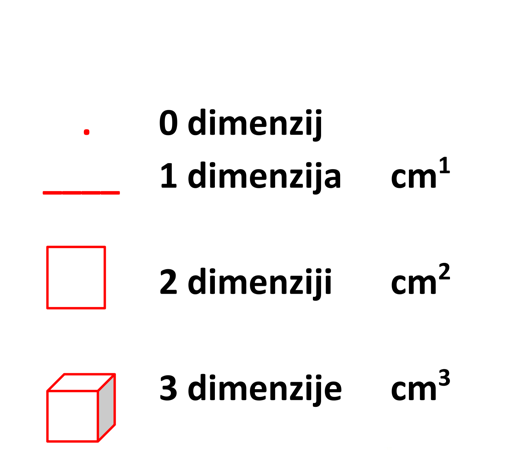 0 dimenzij
1 dimenzija cm¹
2 dimenziji cm²
3 dimenzije cm³